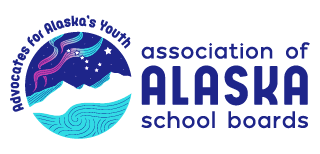 Advocates for Alaska's Youth
association of
ALASKA
school boards